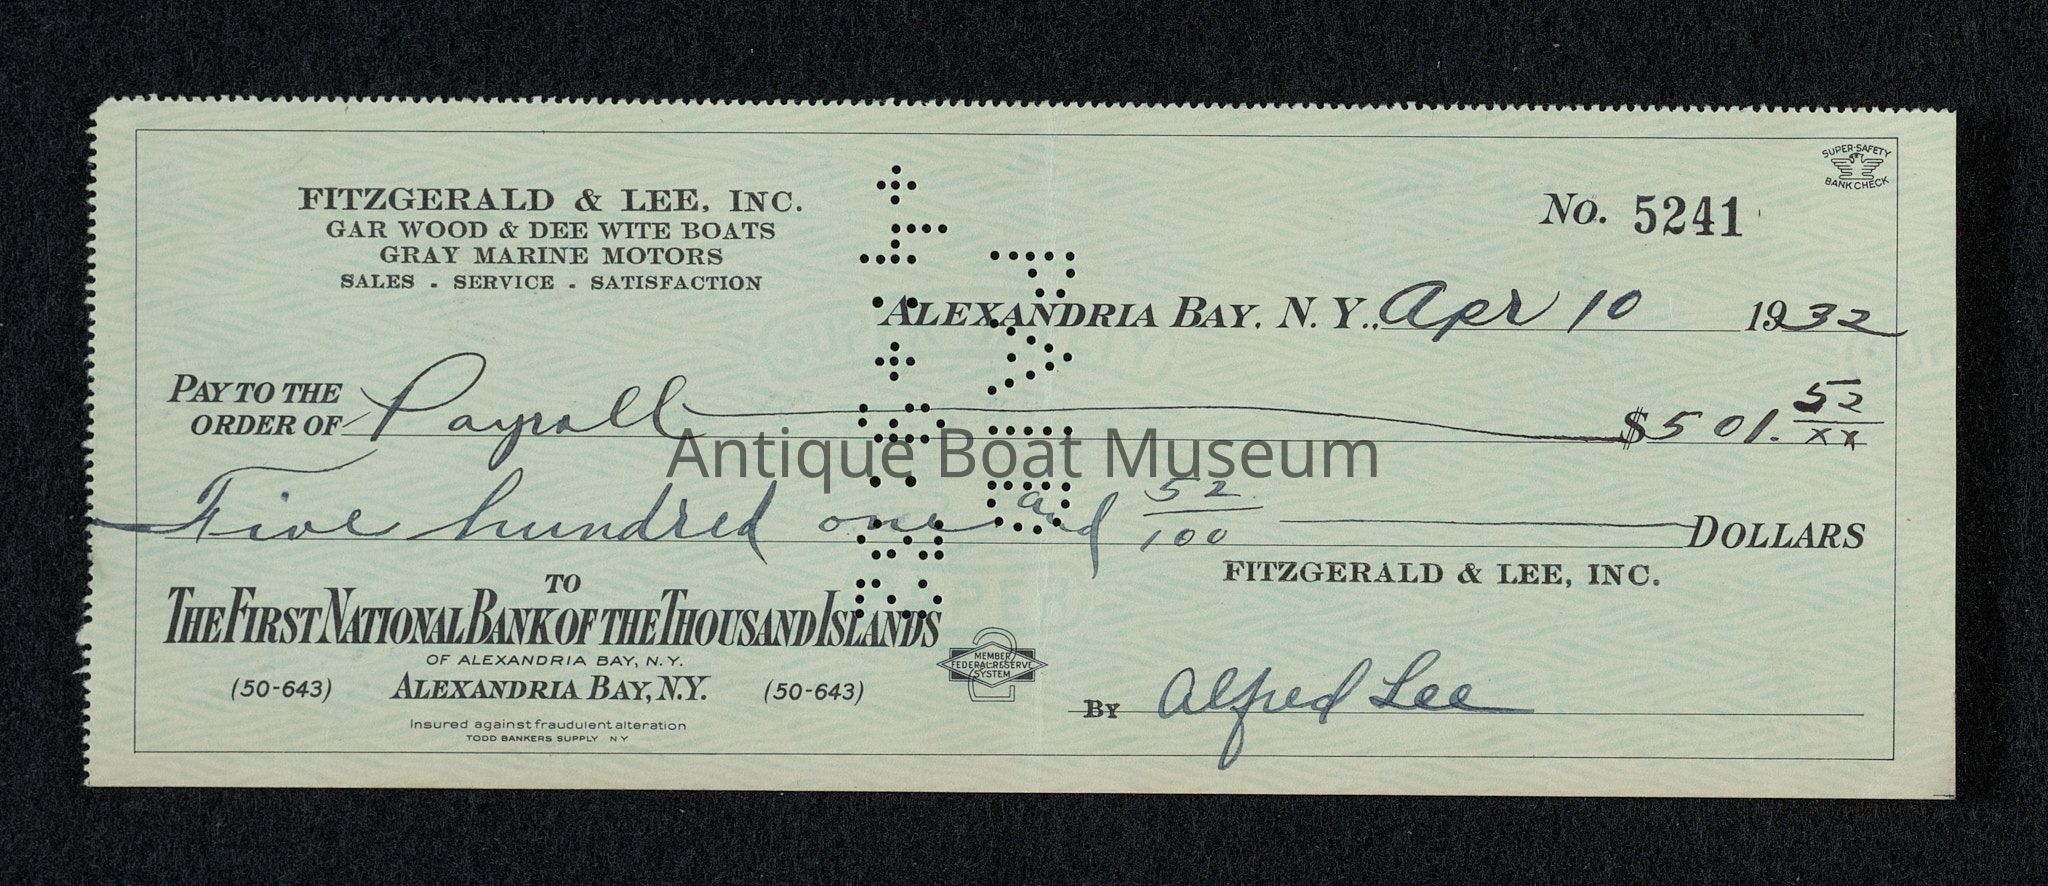 FITZGERALD & LEE, INC.
GAR WOOD & DEE WITE BOATS
GRAY MARINE MOTORS
SALES - SERVICE - SATISFACTION
SUPER-SAFETY
BANK CHECK
No. 5241
ALEXANDRIA BAY, N. Y., Apr 10 1932
PAY TO THE
ORDER OF Payroll $501. 52/xx
Antique Boat Museum
Five hundred one and 52/100 DOLLARS
FITZGERALD & LEE, INC.
TO
THE FIRST NATIONAL BANK OF THE THOUSAND ISLANDS
OF ALEXANDRIA BAY, N.Y.
(50-643) ALEXANDRIA BAY, N.Y. (50-643)
Insured against fraudulent alteration
TODD BANKERS SUPPLY NY
2
MEMBER
FEDERAL RESERVE
SYSTEM
BY Alfred Lee